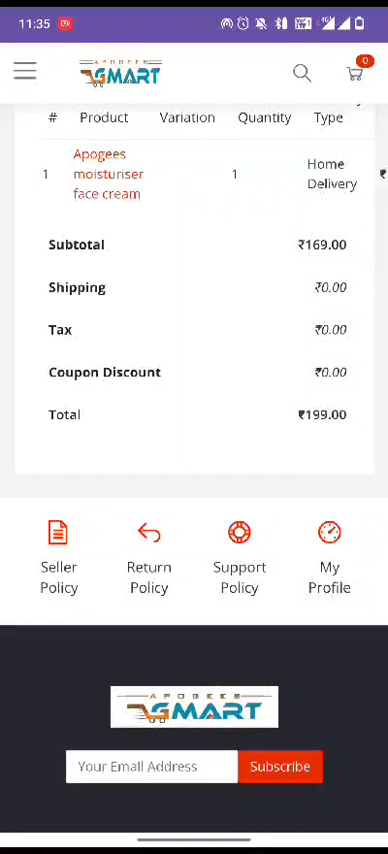 11:35
APOGEES
GMART
0
# Product Variation Quantity Type
1 Apogees moisturiser face cream 1 Home Delivery ₹
Subtotal ₹169.00
Shipping ₹0.00
Tax ₹0.00
Coupon Discount ₹0.00
Total ₹199.00
Seller Policy
Return Policy
Support Policy
My Profile
APOGEES
GMART
Your Email Address Subscribe